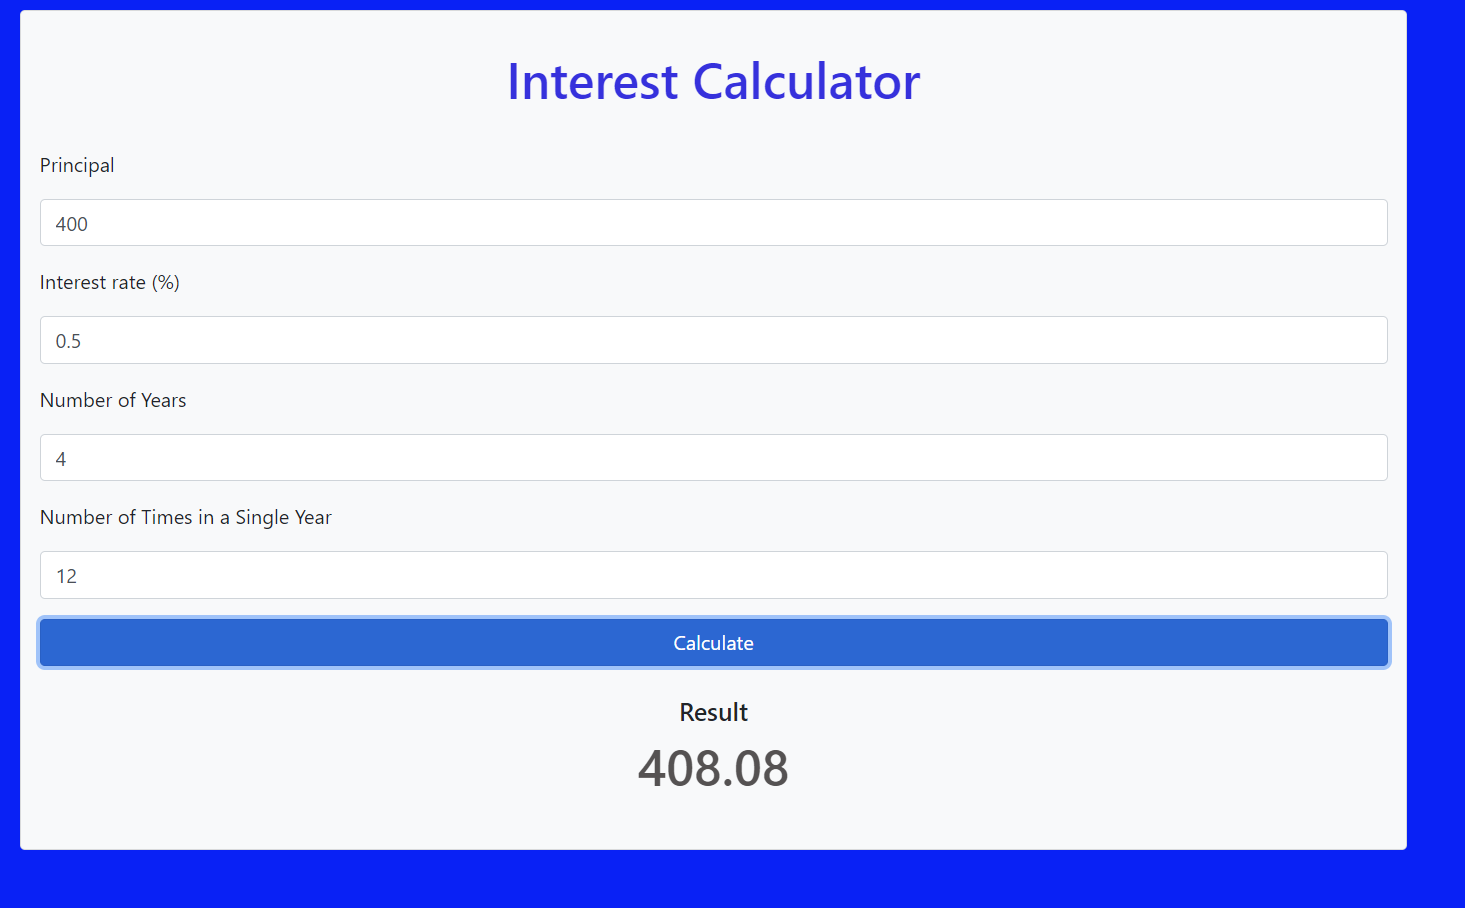 Interest Calculator
Principal
400
Interest rate (%)
0.5
Number of Years
4
Number of Times in a Single Year
12
Calculate
Result
408.08